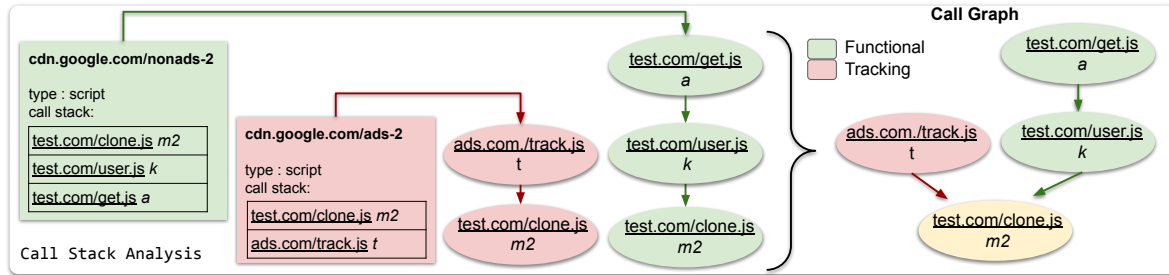 cdn.google.com/nonads-2
type : script
call stack:
test.com/clone.js m2
test.com/user.js k
test.com/get.js a
Call Stack Analysis
cdn.google.com/ads-2
type : script
call stack:
test.com/clone.js m2
ads.com/track.js t
ads.com./track.js
t
test.com/clone.js
m2
test.com/get.js
a
test.com/user.js
k
test.com/clone.js
m2
Call Graph
Functional
Tracking
test.com/get.js
a
ads.com./track.js
t
test.com/user.js
k
test.com/clone.js
m2